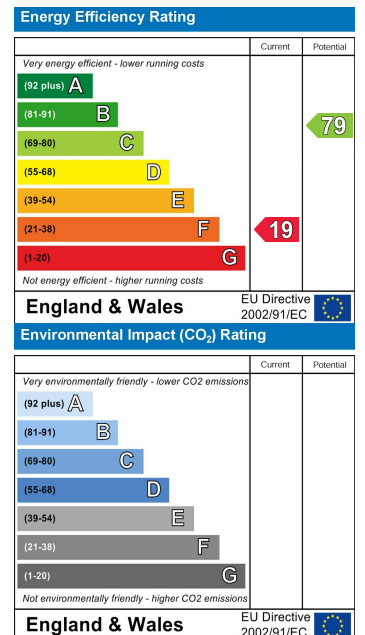 Energy Efficiency Rating
Current Potential
Very energy efficient - lower running costs
(92 plus) A
(81-91) B
79
(69-80) C
(55-68) D
(39-54) E
(21-38) F
19
(1-20) G
Not energy efficient - higher running costs
England & Wales
EU Directive
2002/91/EC
Environmental Impact (CO₂) Rating
Current Potential
Very environmentally friendly - lower CO2 emissions
(92 plus) A
(81-91) B
(69-80) C
(55-68) D
(39-54) E
(21-38) F
(1-20) G
Not environmentally friendly - higher CO2 emissions
England & Wales
EU Directive
2002/91/EC